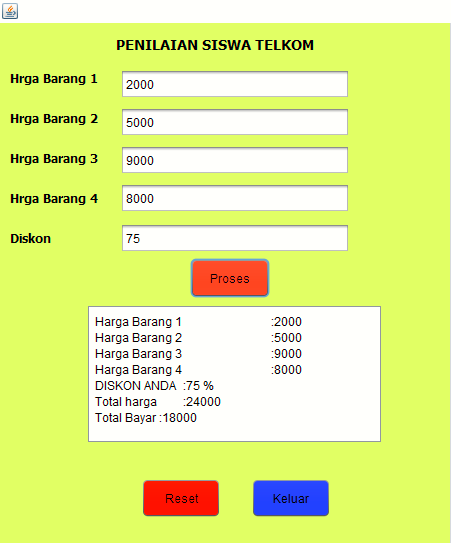 PENILAIAN SISWA TELKOM
Hrga Barang 1 2000
Hrga Barang 2 5000
Hrga Barang 3 9000
Hrga Barang 4 8000
Diskon 75
Proses
Harga Barang 1 :2000
Harga Barang 2 :5000
Harga Barang 3 :9000
Harga Barang 4 :8000
DISKON ANDA :75 %
Total harga :24000
Total Bayar :18000
Reset Keluar